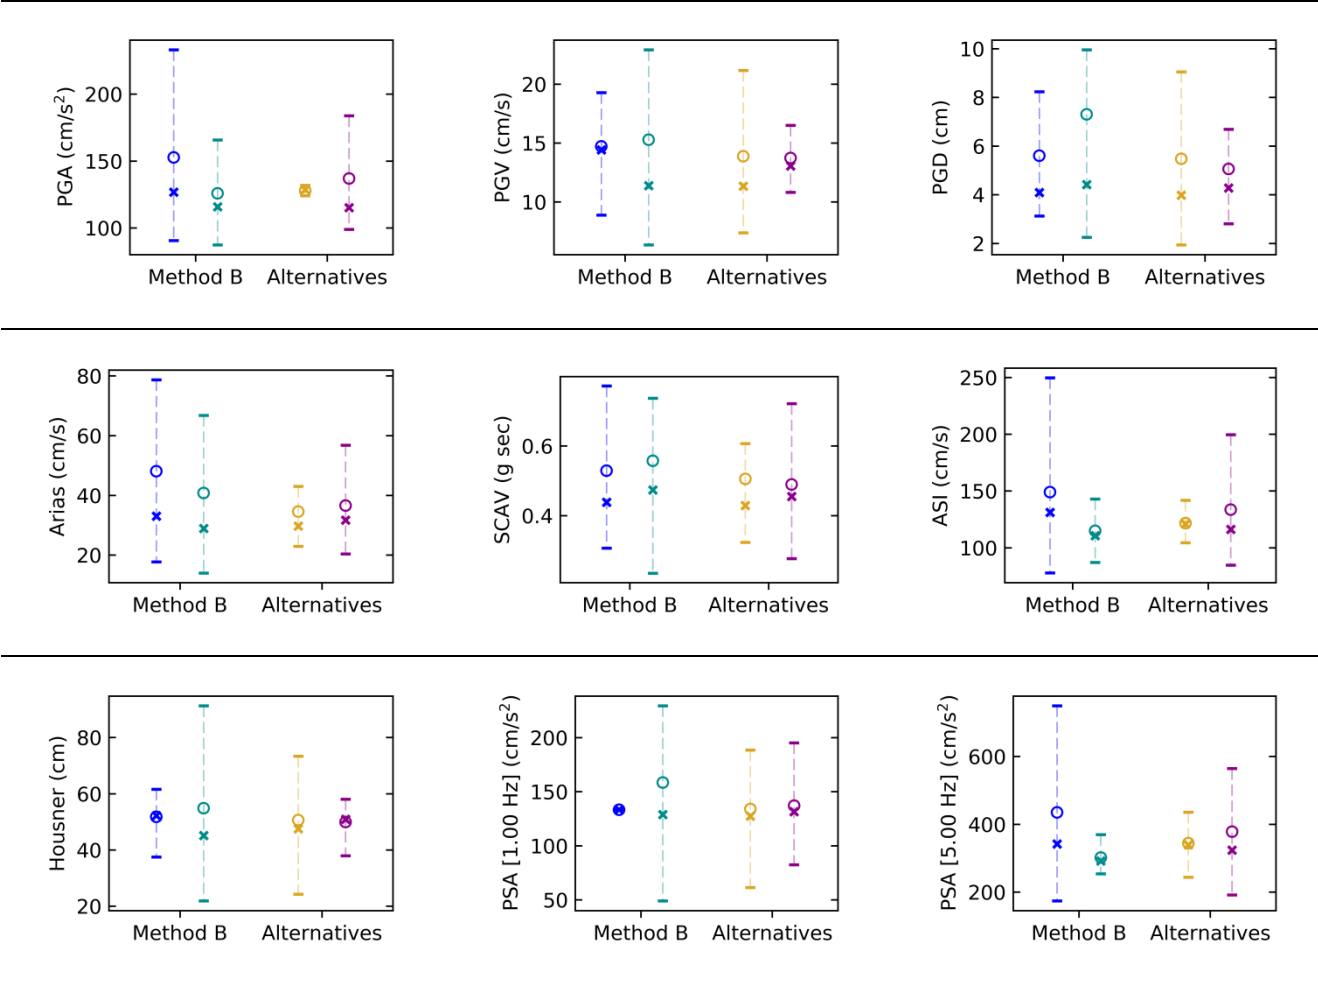 PGA (cm/s²)
200
150
100
Method B Alternatives
PGV (cm/s)
20
15
10
Method B Alternatives
PGD (cm)
10
8
6
4
2
Method B Alternatives
Arias (cm/s)
80
60
40
20
Method B Alternatives
SCAV (g sec)
0.6
0.4
Method B Alternatives
ASI (cm/s)
250
200
150
100
Method B Alternatives
Housner (cm)
80
60
40
20
Method B Alternatives
PSA [1.00 Hz] (cm/s²)
200
150
100
50
Method B Alternatives
PSA [5.00 Hz] (cm/s²)
600
400
200
Method B Alternatives